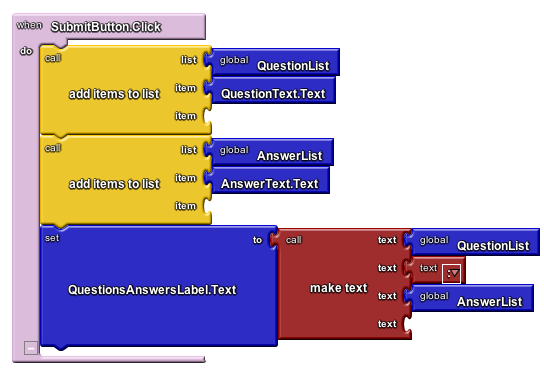 when SubmitButton.Click
do
call add items to list
list global QuestionList
item QuestionText.Text
item
call add items to list
list global AnswerList
item AnswerText.Text
item
set QuestionsAnswersLabel.Text to
call make text
text global QuestionList
text text :
text global AnswerList
text